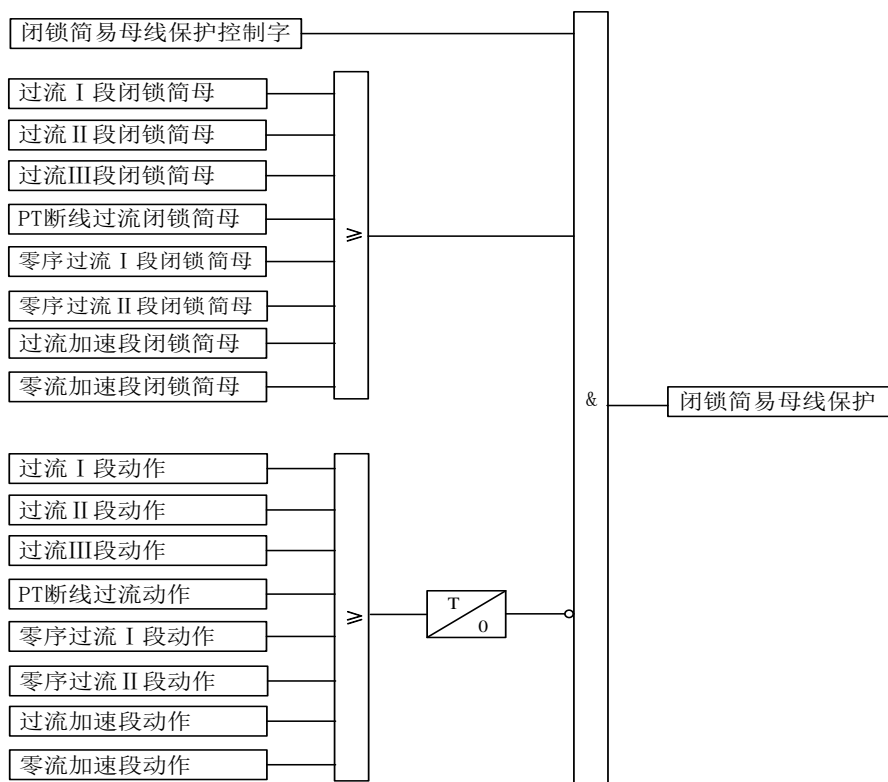 闭锁简易母线保护控制字
过流Ⅰ段闭锁简母
过流Ⅱ段闭锁简母
过流Ⅲ段闭锁简母
PT断线过流闭锁简母
零序过流Ⅰ段闭锁简母
零序过流Ⅱ段闭锁简母
过流加速段闭锁简母
零流加速段闭锁简母
≥
&
闭锁简易母线保护
过流Ⅰ段动作
过流Ⅱ段动作
过流Ⅲ段动作
PT断线过流动作
零序过流Ⅰ段动作
零序过流Ⅱ段动作
过流加速段动作
零流加速段动作
≥
T
0